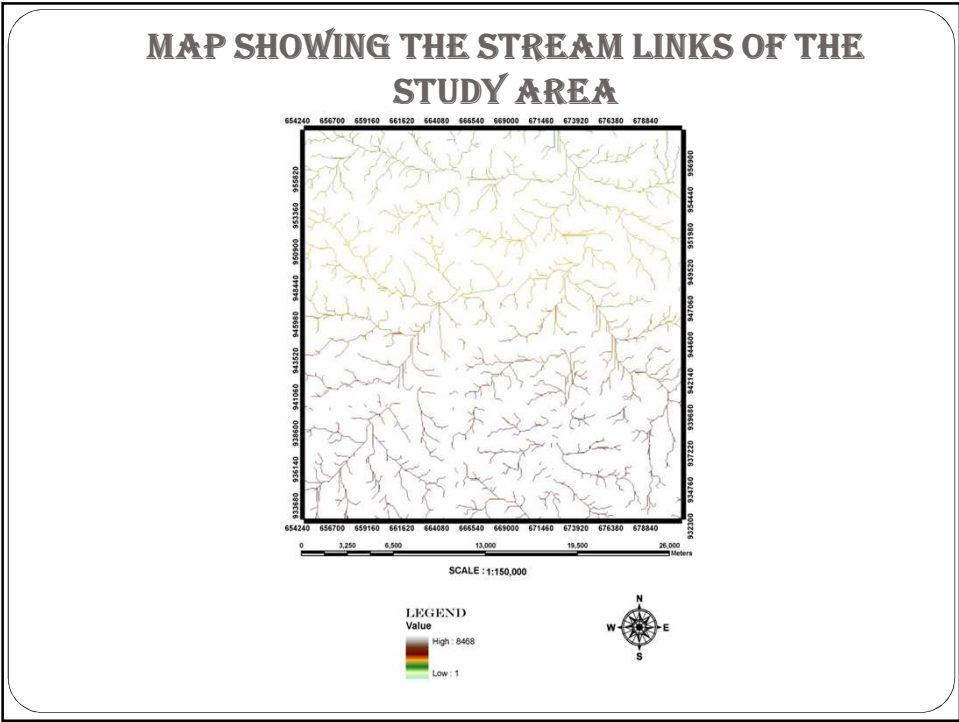 MAP SHOWING THE STREAM LINKS OF THE
STUDY AREA
654240 656700 659160 661620 664080 666540 669000 671460 673920 676380 678840
955820
953360
950900
948440
945980
943520
941060
938600
936140
933680
956900
954440
951980
949520
947060
944600
942140
939680
937220
934760
932300
654240 656700 659160 661620 664080 666540 669000 671460 673920 676380 678840
0 3,250 6,500 13,000 19,500 26,000
Meters
SCALE : 1:150,000
LEGEND
Value
High : 8468
Low : 1
N
W E
S